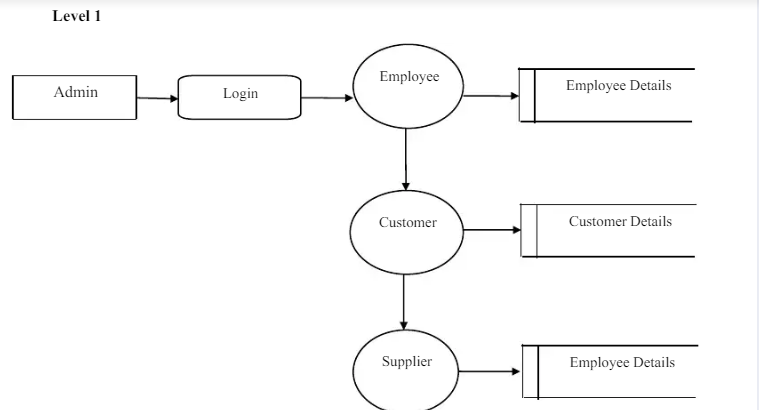 Level 1
Admin
Login
Employee
Employee Details
Customer
Customer Details
Supplier
Employee Details